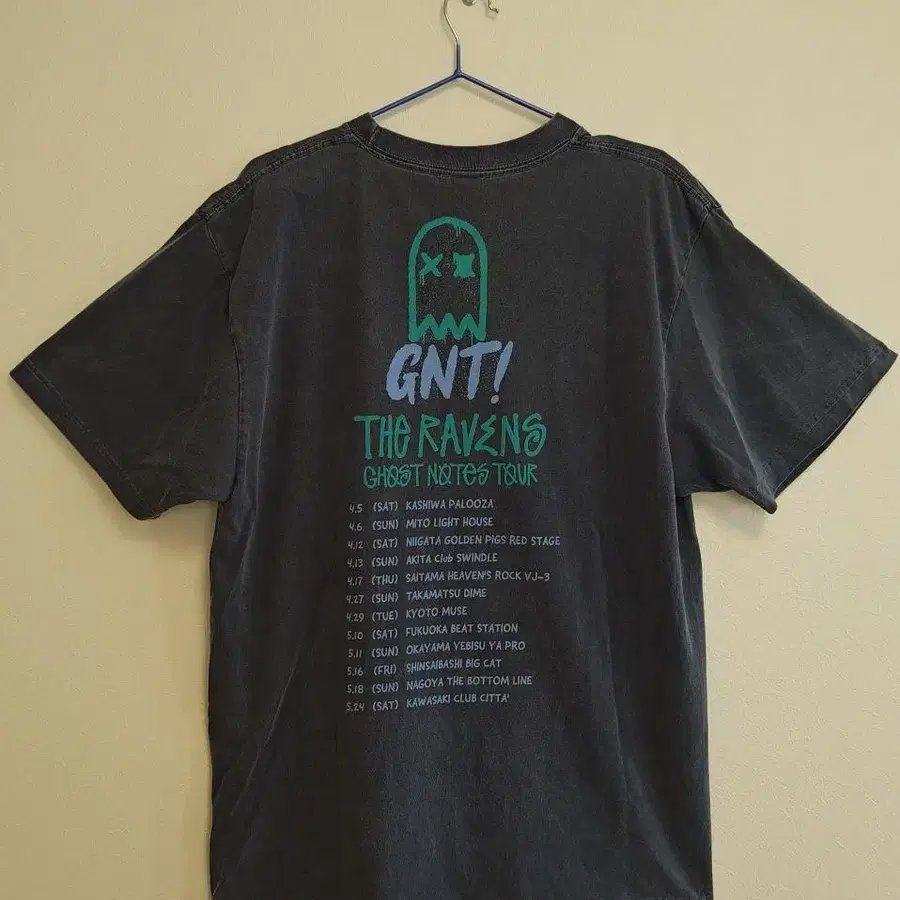 GNT!
THE RAVENS
GHOST NOTES TOUR
4.5 (SAT) KASHIWA PALOOZA
4.6 (SUN) MITO LIGHT HOUSE
4.12 (SAT) NIIGATA GOLDEN PIGS RED STAGE
4.13 (SUN) AKITA Club SWINDLE
4.17 (THU) SAITAMA HEAVEN'S ROCK VJ-3
4.27 (SUN) TAKAMATSU DIME
4.29 (TUE) KYOTO MUSE
5.10 (SAT) FUKUOKA BEAT STATION
5.11 (SUN) OKAYAMA YEBISU YA PRO
5.16 (FRI) SHINSAIBASHI BIG CAT
5.18 (SUN) NAGOYA THE BOTTOM LINE
5.24 (SAT) KAWASAKI CLUB CITTA'